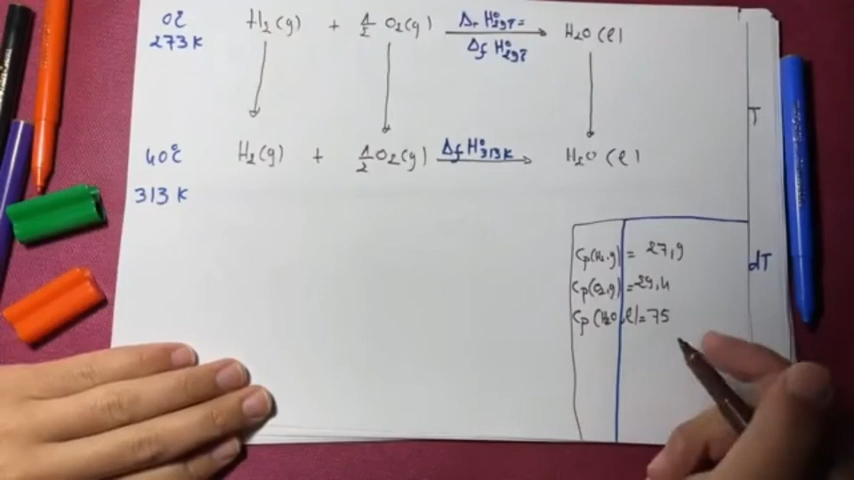 0°C H₂(g) + 1/2 O₂(g) ΔrH°298= H₂O(l)
273 K ΔfH°298
40°C H₂(g) + 1/2 O₂(g) ΔfH°313K H₂O(l)
313 K
T
Cp(H₂,g) = 27,9
dT
Cp(O₂,g) = 29,4
Cp(H₂O,l) = 75